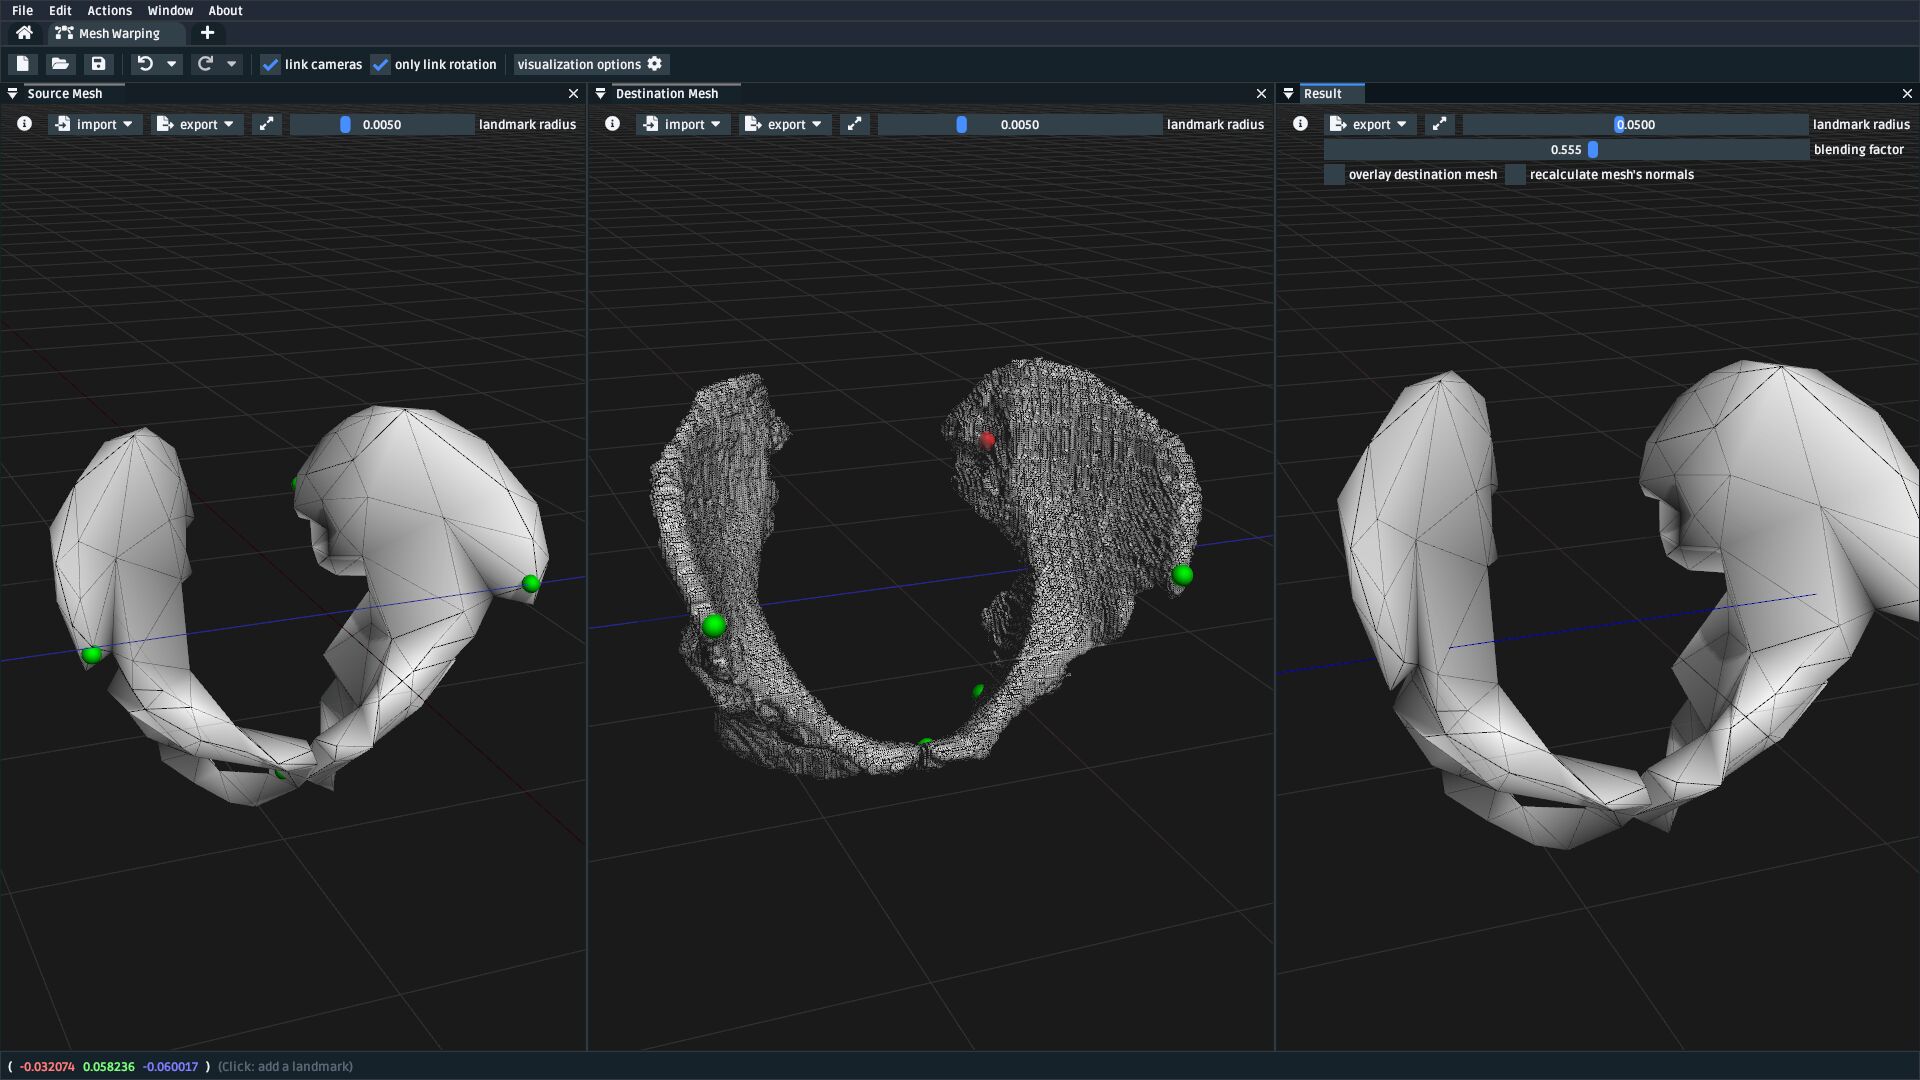 File Edit Actions Window About
Mesh Warping
link cameras only link rotation visualization options
Source Mesh
import export 0.0050 landmark radius
Destination Mesh
import export 0.0050 landmark radius
Result
export 0.0500 landmark radius
0.555 blending factor
overlay destination mesh recalculate mesh's normals
( -0.032074 0.058236 -0.060017 ) (Click: add a landmark)